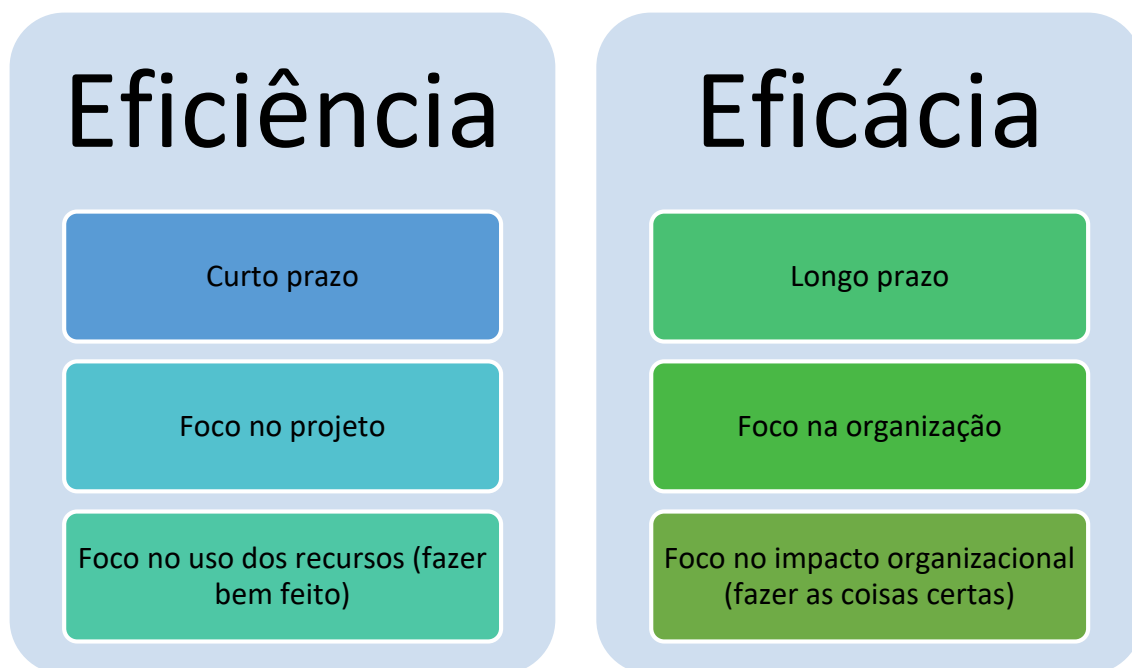 Eficiência
Curto prazo
Foco no projeto
Foco no uso dos recursos (fazer
bem feito)
Eficácia
Longo prazo
Foco na organização
Foco no impacto organizacional
(fazer as coisas certas)